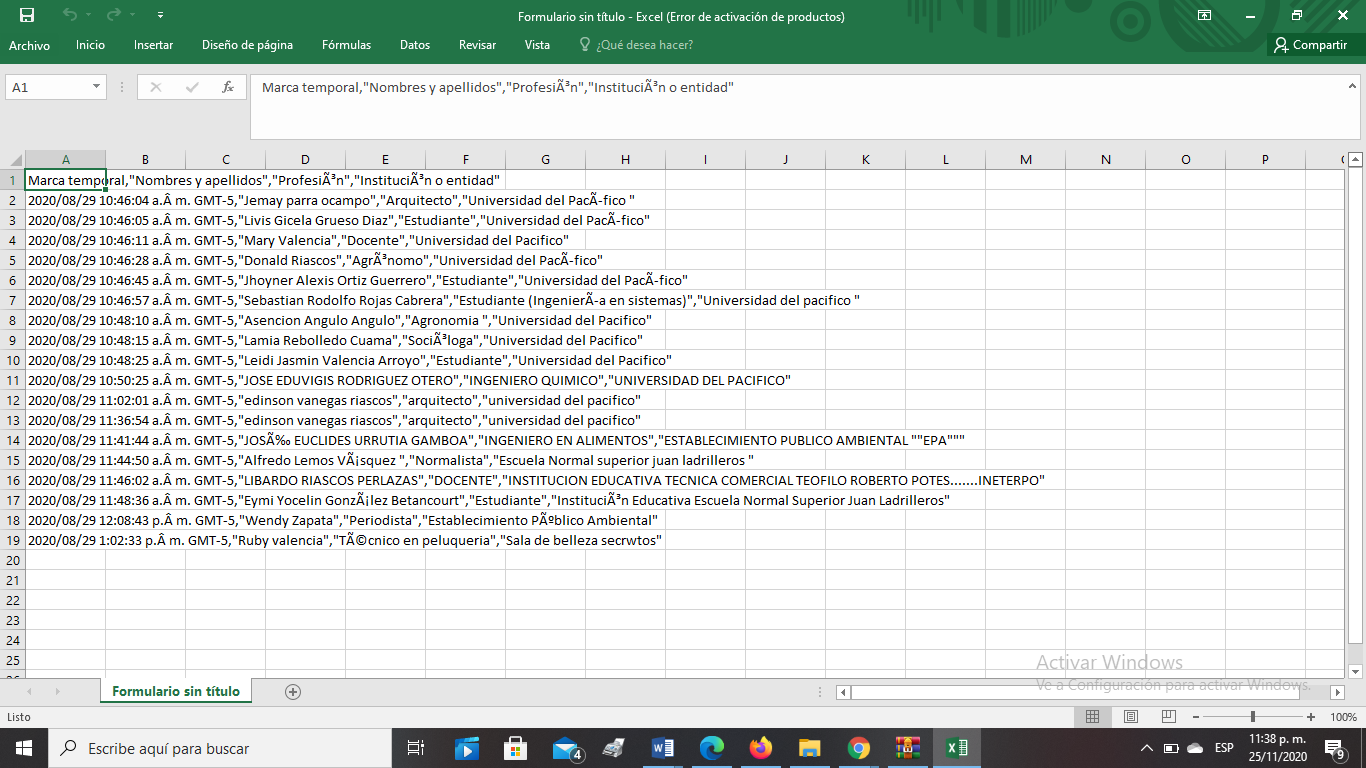 Formulario sin título - Excel (Error de activación de productos)
Archivo Inicio Insertar Diseño de página Fórmulas Datos Revisar Vista ¿Qué desea hacer? Compartir
A1 fx Marca temporal,"Nombres y apellidos","ProfesiÃ³n","InstituciÃ³n o entidad"
A B C D E F G H I J K L M N O P
1 Marca temporal,"Nombres y apellidos","ProfesiÃ³n","InstituciÃ³n o entidad"
2 2020/08/29 10:46:04 a.Â m. GMT-5,"Jemay parra ocampo","Arquitecto","Universidad del PacÃ-fico "
3 2020/08/29 10:46:05 a.Â m. GMT-5,"Livis Gicela Grueso Diaz","Estudiante","Universidad del PacÃ-fico"
4 2020/08/29 10:46:11 a.Â m. GMT-5,"Mary Valencia","Docente","Universidad del Pacifico"
5 2020/08/29 10:46:28 a.Â m. GMT-5,"Donald Riascos","AgrÃ³nomo","Universidad del PacÃ-fico"
6 2020/08/29 10:46:45 a.Â m. GMT-5,"Jhoyner Alexis Ortiz Guerrero","Estudiante","Universidad del PacÃ-fico"
7 2020/08/29 10:46:57 a.Â m. GMT-5,"Sebastian Rodolfo Rojas Cabrera","Estudiante (IngenierÃ-a en sistemas)","Universidad del pacifico "
8 2020/08/29 10:48:10 a.Â m. GMT-5,"Asencion Angulo Angulo","Agronomia ","Universidad del Pacifico"
9 2020/08/29 10:48:15 a.Â m. GMT-5,"Lamia Rebolledo Cuama","SociÃ³loga","Universidad del Pacifico"
10 2020/08/29 10:48:25 a.Â m. GMT-5,"Leidi Jasmin Valencia Arroyo","Estudiante","Universidad del Pacifico"
11 2020/08/29 10:50:25 a.Â m. GMT-5,"JOSE EDUVIGIS RODRIGUEZ OTERO","INGENIERO QUIMICO","UNIVERSIDAD DEL PACIFICO"
12 2020/08/29 11:02:01 a.Â m. GMT-5,"edinson vanegas riascos","arquitecto","universidad del pacifico"
13 2020/08/29 11:36:54 a.Â m. GMT-5,"edinson vanegas riascos","arquitecto","universidad del pacifico"
14 2020/08/29 11:41:44 a.Â m. GMT-5,"JOSÃ‰ EUCLIDES URRUTIA GAMBOA","INGENIERO EN ALIMENTOS","ESTABLECIMIENTO PUBLICO AMBIENTAL ""EPA"""
15 2020/08/29 11:44:50 a.Â m. GMT-5,"Alfredo Lemos VÃ¡squez ","Normalista","Escuela Normal superior juan ladrilleros "
16 2020/08/29 11:46:02 a.Â m. GMT-5,"LIBARDO RIASCOS PERLAZAS","DOCENTE","INSTITUCION EDUCATIVA TECNICA COMERCIAL TEOFILO ROBERTO POTES.......INETERPO"
17 2020/08/29 11:48:36 a.Â m. GMT-5,"Eymi Yocelin GonzÃ¡lez Betancourt","Estudiante","InstituciÃ³n Educativa Escuela Normal Superior Juan Ladrilleros"
18 2020/08/29 12:08:43 p.Â m. GMT-5,"Wendy Zapata","Periodista","Establecimiento PÃºblico Ambiental"
19 2020/08/29 1:02:33 p.Â m. GMT-5,"Ruby valencia","TÃ©cnico en peluqueria","Sala de belleza secrwtos"
20
21
22
23
24
25
Activar Windows
Ve a Configuración para activar Windows.
Formulario sin título
Listo 100%
Escribe aquí para buscar 4 ESP 11:38 p. m. 9
25/11/2020